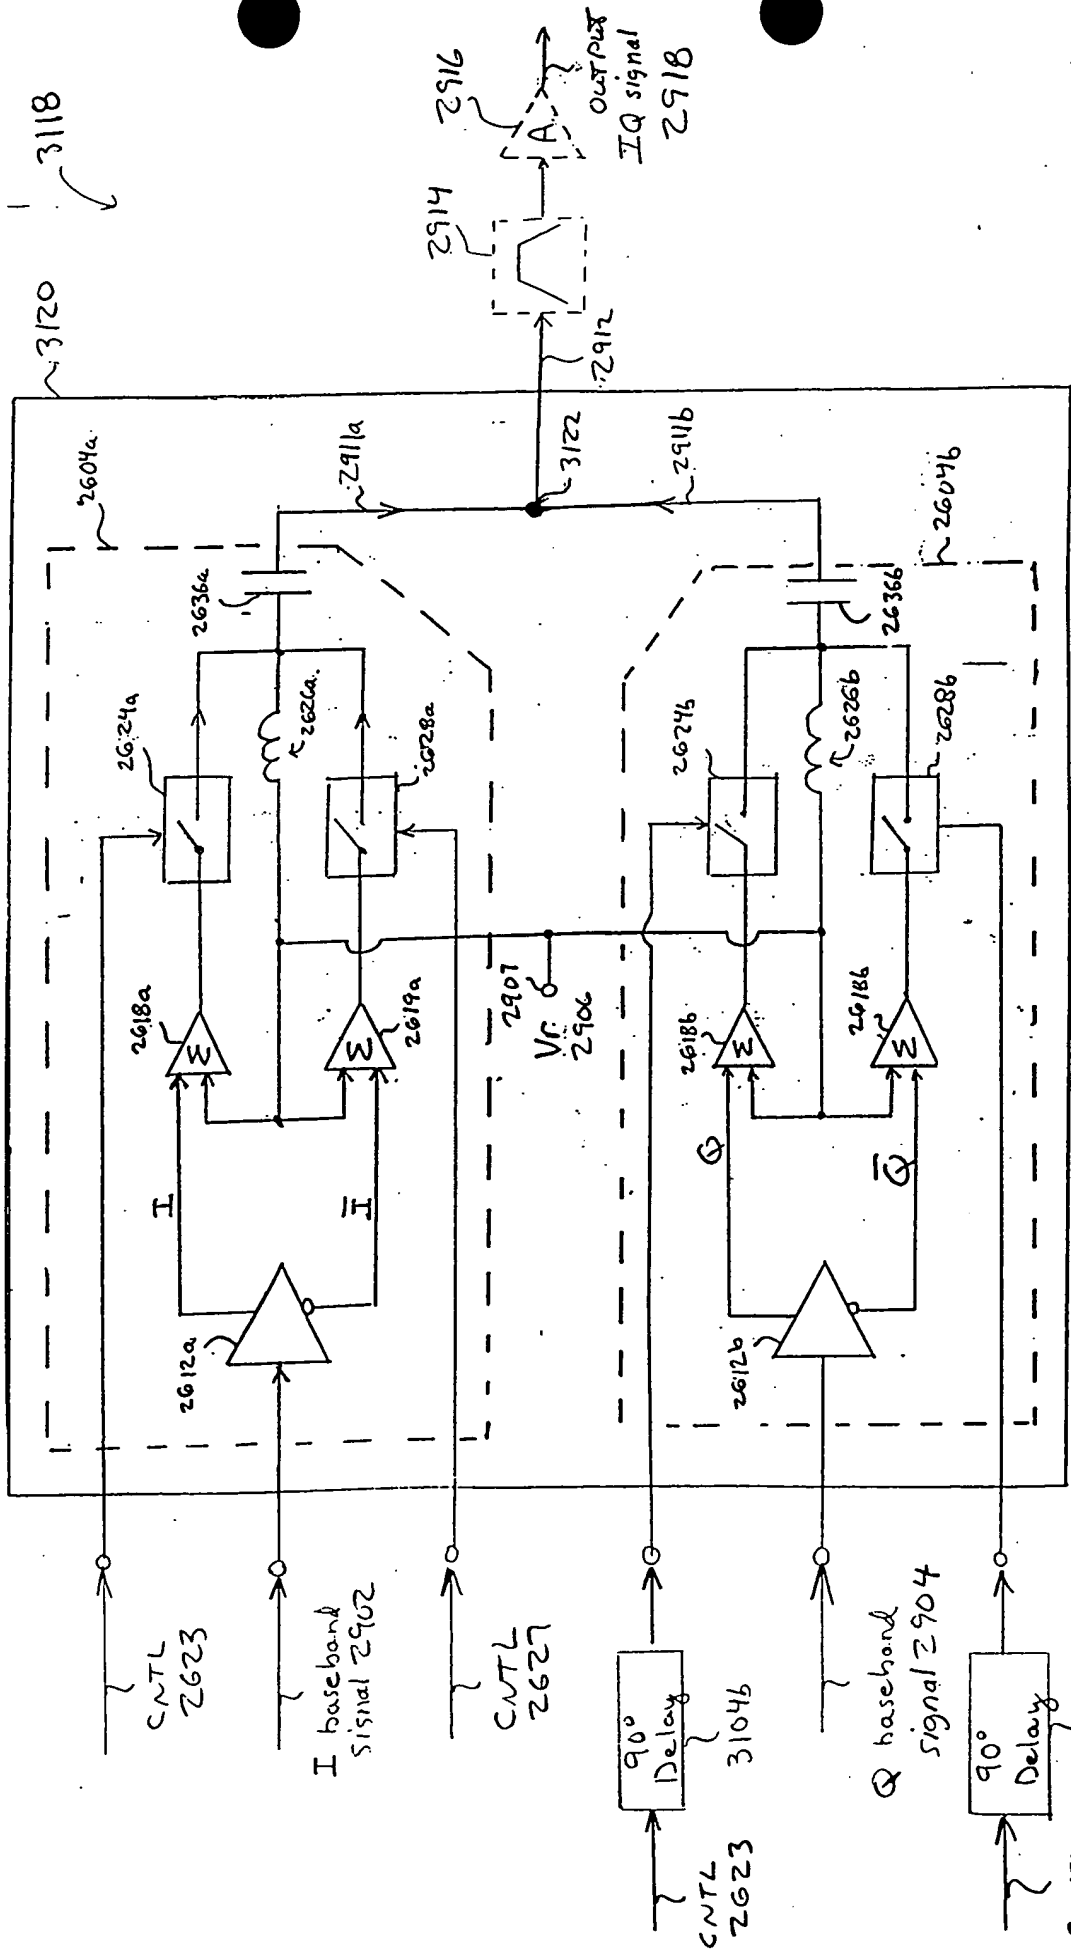 3118
3120
2604a
2624a
2618a
2636a
2911a
2914
2916
A
I
Σ
2626a
2628a
2612a
Ī
Σ
2619a
2907
Vr
2906
3122
2912
OUTPUT
IQ signal
2918
CNTL
2623
I baseband
signal 2902
CNTL
2627
2911b
2604b
2636b
2624b
2618b
Q
Σ
2626b
2628b
2618b
Q̄
Σ
2612b
90°
Delay
3104b
CNTL
2623
Q baseband
signal 2904
90°
Delay